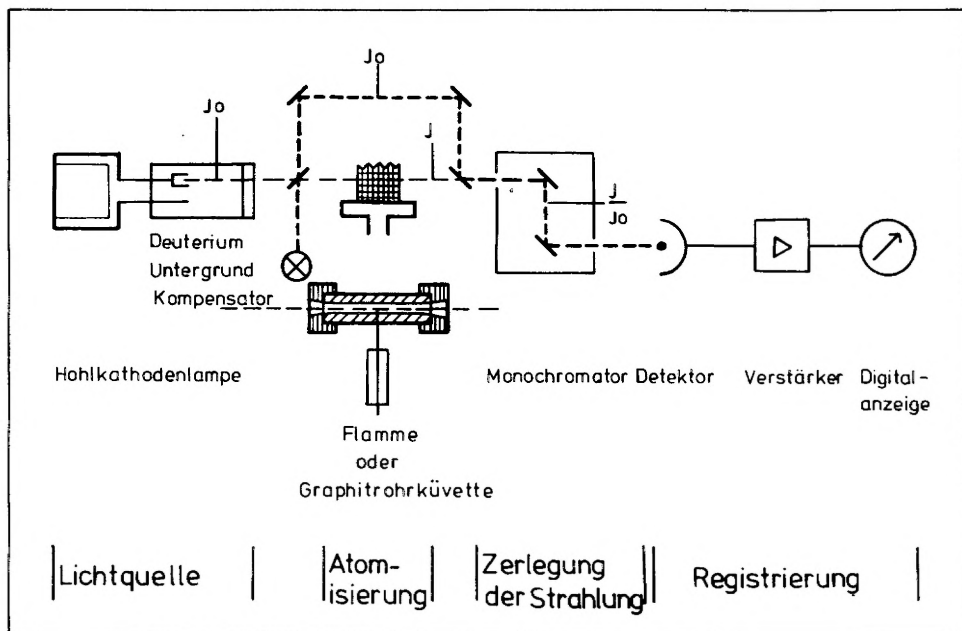 Jo
Jo
J
J
Jo
Deuterium
Untergrund
Kompensator
Hohlkathodenlampe
Monochromator Detektor
Verstärker
Digital-
anzeige
Flamme
oder
Graphitrohrküvette
Lichtquelle
Atom-
isierung
Zerlegung
der Strahlung
Registrierung